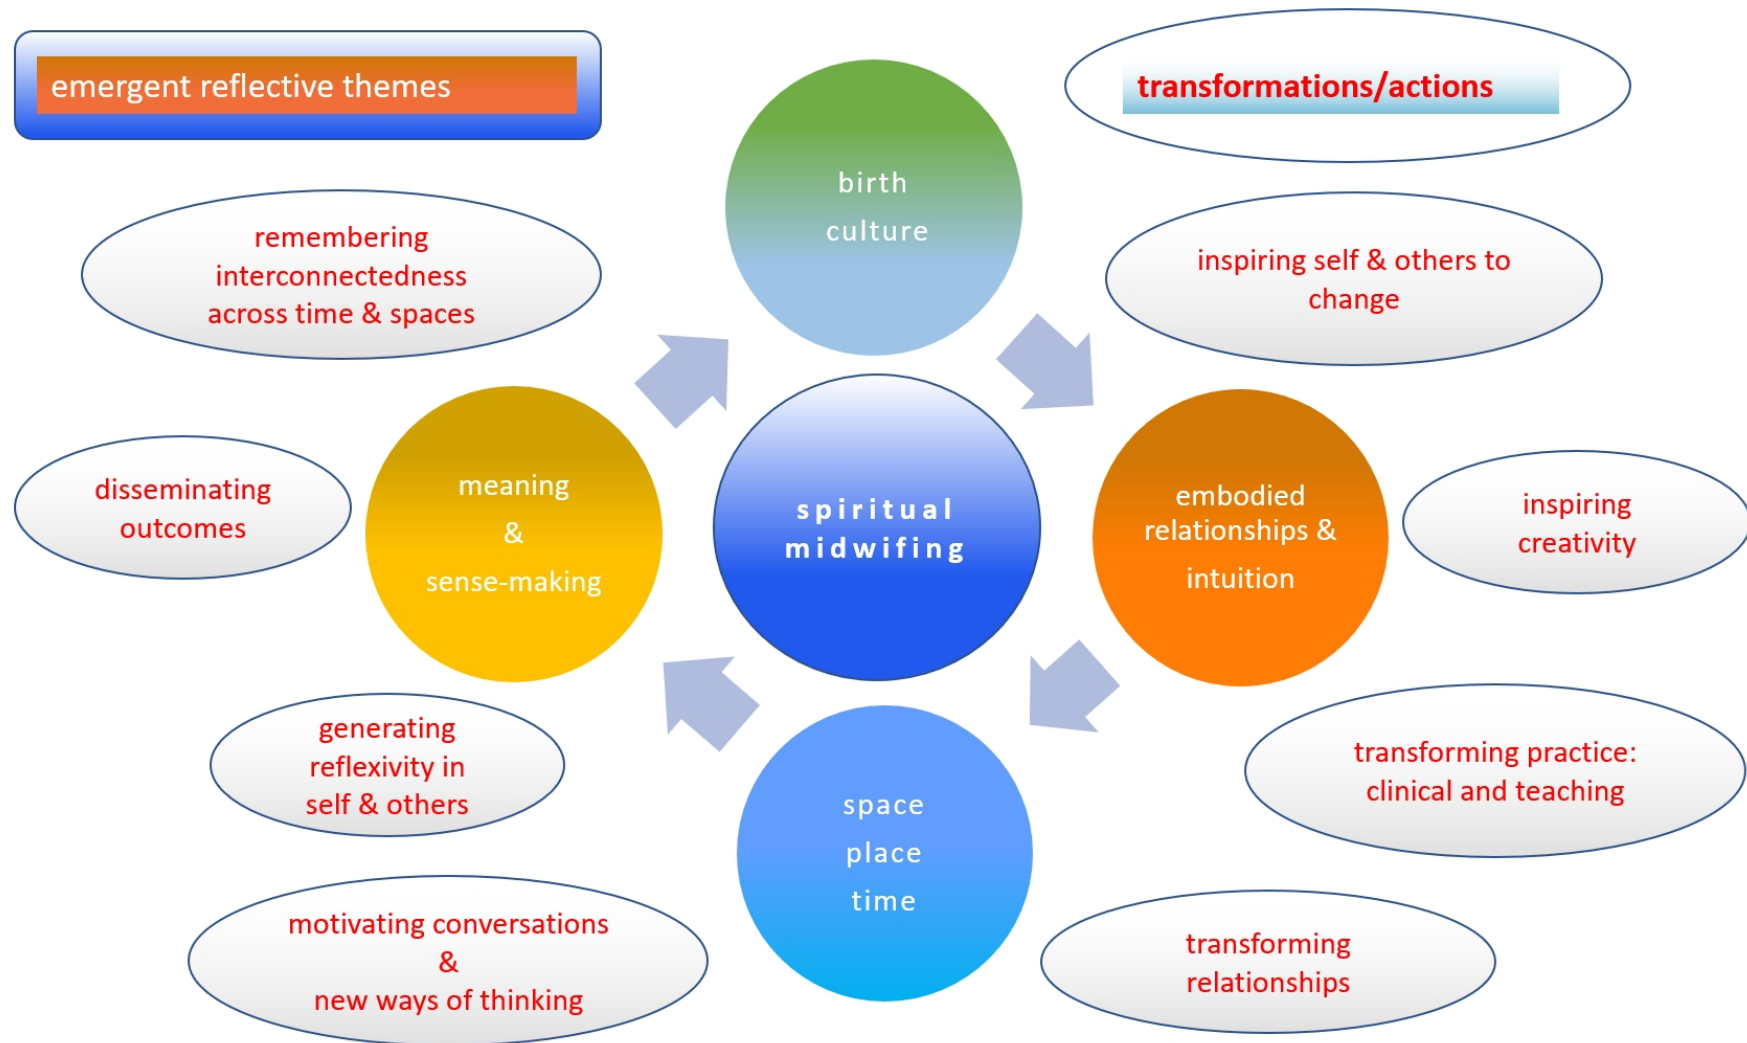 emergent reflective themes
transformations/actions
birth
culture
remembering
interconnectedness
across time & spaces
inspiring self & others to
change
disseminating
outcomes
meaning
&
sense-making
spiritual
midwifing
embodied
relationships &
intuition
inspiring
creativity
generating
reflexivity in
self & others
space
place
time
transforming practice:
clinical and teaching
motivating conversations
&
new ways of thinking
transforming
relationships